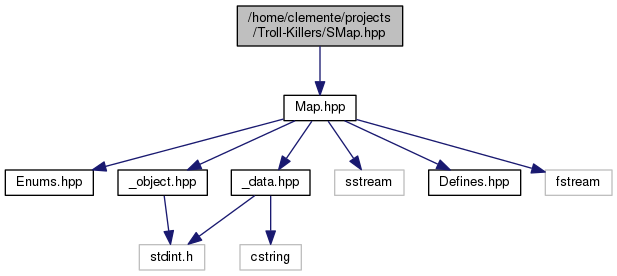 /home/clemente/projects
/Troll-Killers/SMap.hpp
Map.hpp
Enums.hpp
_object.hpp
_data.hpp
sstream
Defines.hpp
fstream
stdint.h
cstring